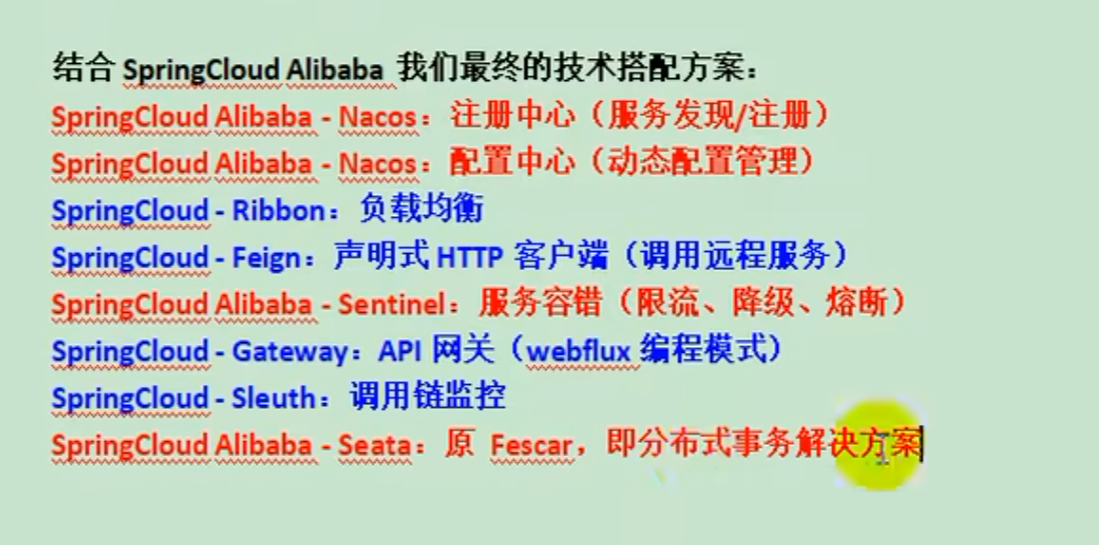 结合 SpringCloud Alibaba 我们最终的技术搭配方案：
SpringCloud Alibaba - Nacos：注册中心（服务发现/注册）
SpringCloud Alibaba - Nacos：配置中心（动态配置管理）
SpringCloud - Ribbon：负载均衡
SpringCloud - Feign：声明式 HTTP 客户端（调用远程服务）
SpringCloud Alibaba - Sentinel：服务容错（限流、降级、熔断）
SpringCloud - Gateway：API 网关（webflux 编程模式）
SpringCloud - Sleuth：调用链监控
SpringCloud Alibaba - Seata：原 Fescar，即分布式事务解决方案